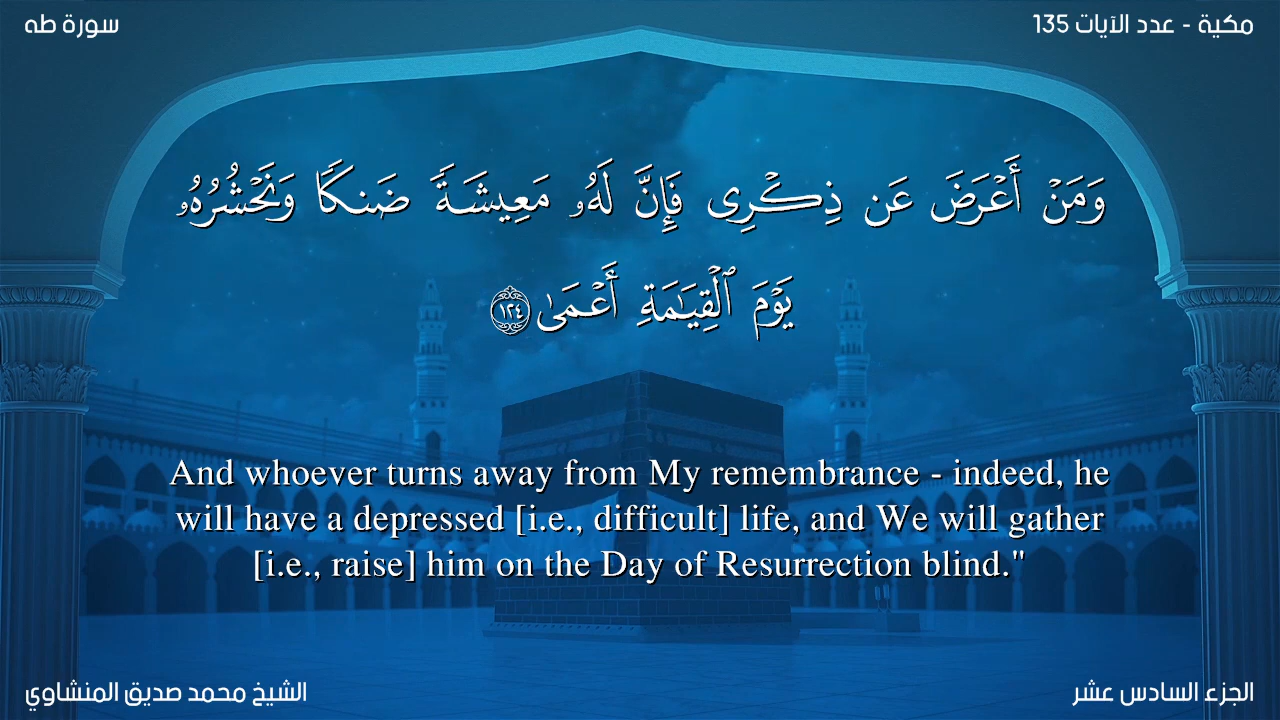 مكية - عدد الآيات 135
سورة طه
وَمَنْ أَعْرَضَ عَن ذِكْرِى فَإِنَّ لَهُۥ مَعِيشَةً ضَنكًا وَنَحْشُرُهُۥ
يَوْمَ ٱلْقِيَـٰمَةِ أَعْمَىٰ ١٢٤
And whoever turns away from My remembrance - indeed, he
will have a depressed [i.e., difficult] life, and We will gather
[i.e., raise] him on the Day of Resurrection blind."
الجزء السادس عشر
الشيخ محمد صديق المنشاوي